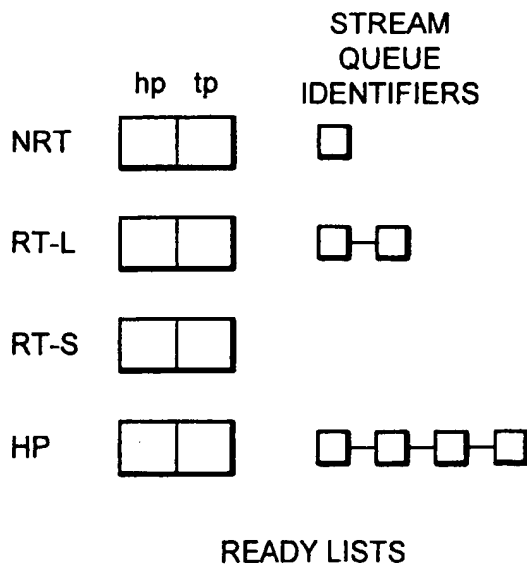 STREAM
QUEUE
IDENTIFIERS
hp tp
NRT
RT-L
RT-S
HP
READY LISTS